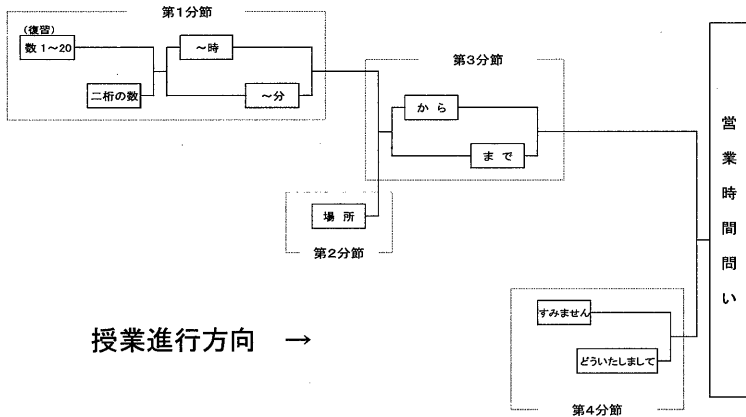 第1分節
(復習)
数 1～20
二桁の数
～時
～分
第3分節
から
まで
場所
第2分節
すみません
どういたしまして
第4分節
営業時間問い
授業進行方向 →